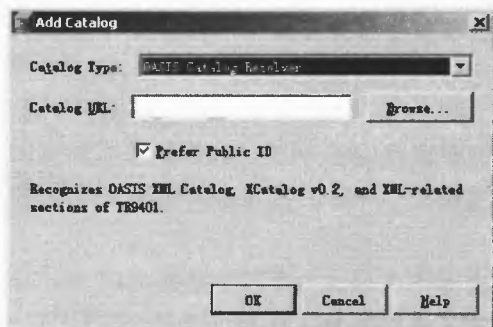 Add Catalog
Catalog Type: OASIS Catalog Resolver
Catalog URL: Browse...
Prefer Public ID
Recognizes OASIS XML Catalog, XCatalog v0.2, and XML-related
sections of TR9401.
OK Cancel Help